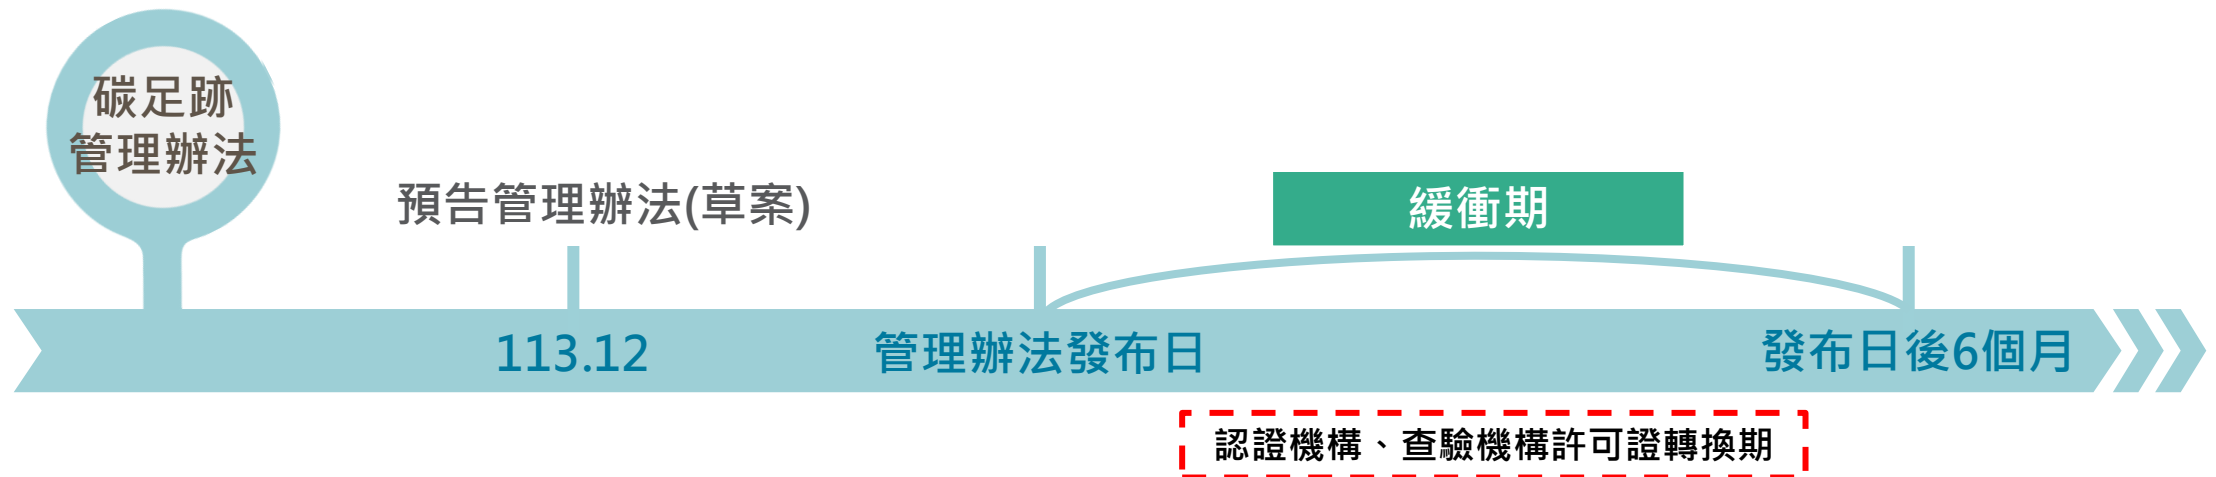 碳足跡
管理辦法
預告管理辦法(草案)
緩衝期
113.12
管理辦法發布日
發布日後6個月
認證機構、查驗機構許可證轉換期